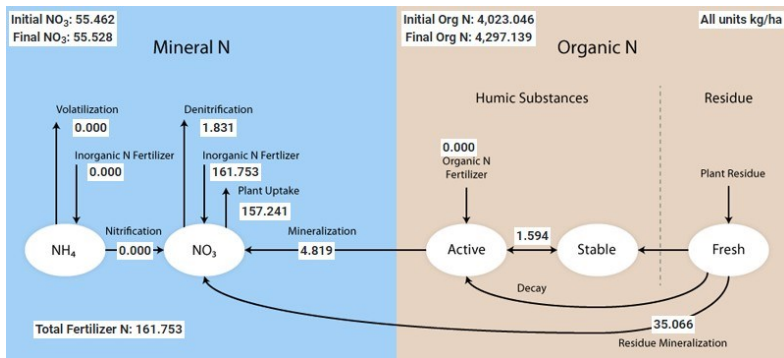 Initial NO₃: 55.462
Final NO₃: 55.528
Mineral N
Initial Org N: 4,023.046
Final Org N: 4,297.139
All units kg/ha
Organic N
Humic Substances
Residue
Volatilization
0.000
Denitrification
1.831
Inorganic N Fertilizer
0.000
Inorganic N Fertlizer
161.753
Plant Uptake
157.241
0.000
Organic N
Fertilizer
Plant Residue
NH₄
Nitrification
0.000
NO₃
Mineralization
4.819
Active
1.594
Stable
Fresh
Decay
Total Fertilizer N: 161.753
35.066
Residue Mineralization